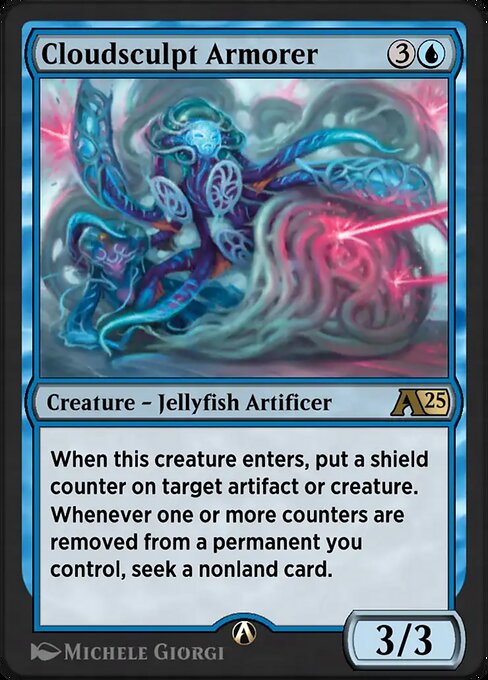 Cloudsculpt Armorer 3
Creature – Jellyfish Artificer A25
When this creature enters, put a shield
counter on target artifact or creature.
Whenever one or more counters are
removed from a permanent you
control, seek a nonland card.
3/3
Michele Giorgi